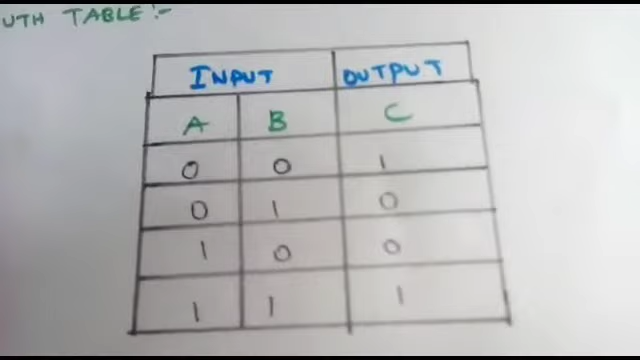 UTH TABLE:-
INPUT OUTPUT
A B C
0 0 1
0 1 0
1 0 0
1 1 1